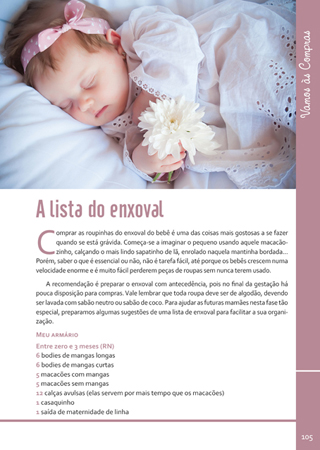 Vamos às Compras
A lista do enxoval
Comprar as roupinhas do enxoval do bebê é uma das coisas mais gostosas a se fazer
quando se está grávida. Começa-se a imaginar o pequeno usando aquele macacão-
zinho, calçando o mais lindo sapatinho de lã, enrolado naquela mantinha bordada...
Porém, saber o que é essencial ou não, não é tarefa fácil, até porque os bebês crescem numa
velocidade enorme e é muito fácil perderem peças de roupas sem nunca terem usado.
A recomendação é preparar o enxoval com antecedência, pois no final da gestação há
pouca disposição para compras. Vale lembrar que toda roupa deve ser de algodão, devendo
ser lavada com sabão neutro ou sabão de coco. Para ajudar as futuras mamães nesta fase tão
especial, preparamos algumas sugestões de uma lista de enxoval para facilitar a sua organi-
zação.
Meu armário
Entre zero e 3 meses (RN)
6 bodies de mangas longas
6 bodies de mangas curtas
5 macacões com mangas
5 macacões sem mangas
12 calças avulsas (elas servem por mais tempo que os macacões)
1 casaquinho
1 saída de maternidade de linha
105